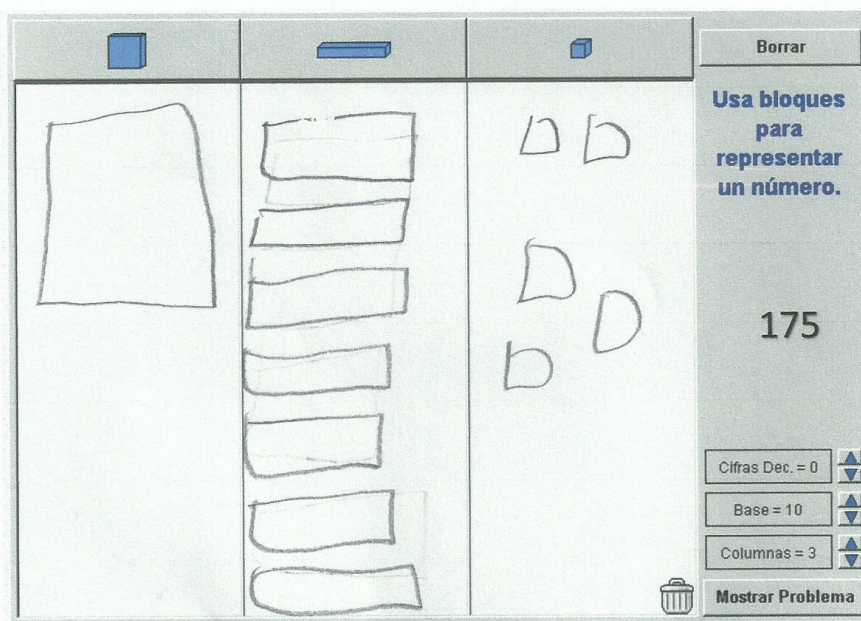 Borrar
Usa bloques
para
representar
un número.
175
Cifras Dec. = 0
Base = 10
Columnas = 3
Mostrar Problema